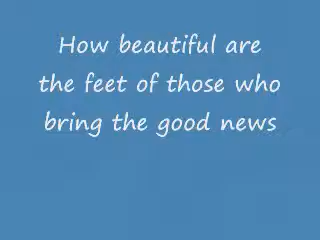 How beautiful are
the feet of those who
bring the good news